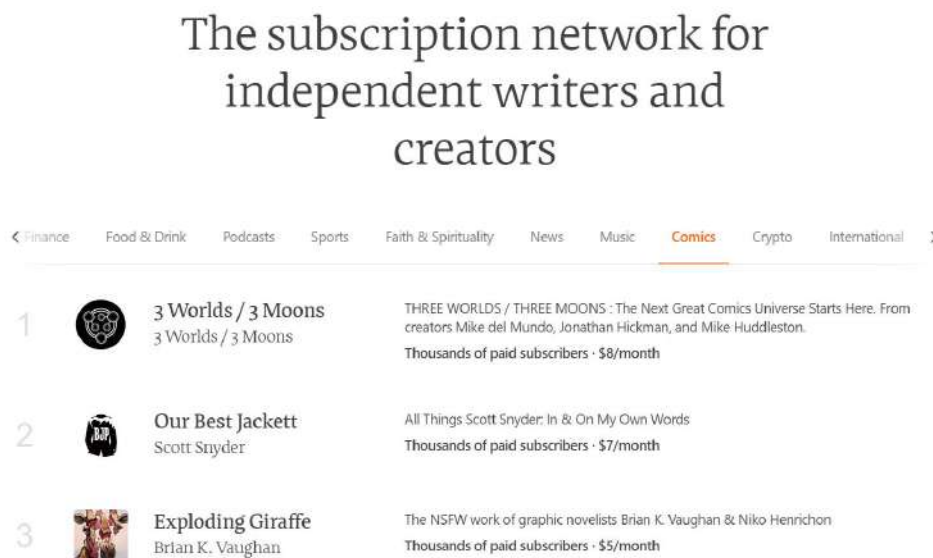 The subscription network for
independent writers and
creators
Finance Food & Drink Podcasts Sports Faith & Spirituality News Music Comics Crypto International
1
3 Worlds / 3 Moons
3 Worlds / 3 Moons
THREE WORLDS / THREE MOONS : The Next Great Comics Universe Starts Here. From
creators Mike del Mundo, Jonathan Hickman, and Mike Huddleston.
Thousands of paid subscribers · $8/month
2
BJP
Our Best Jackett
Scott Snyder
All Things Scott Snyder: In & On My Own Words
Thousands of paid subscribers · $7/month
3
Exploding Giraffe
Brian K. Vaughan
The NSFW work of graphic novelists Brian K. Vaughan & Niko Henrichon
Thousands of paid subscribers · $5/month